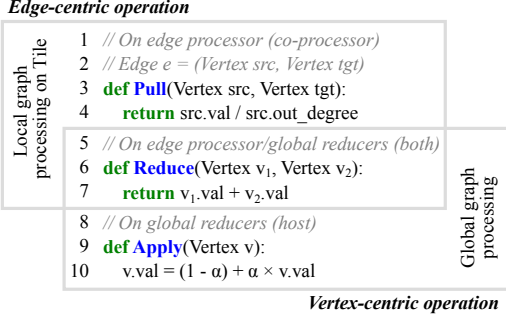 Edge-centric operation
Local graph
processing on Tile
1 // On edge processor (co-processor)
2 // Edge e = (Vertex src, Vertex tgt)
3 def Pull(Vertex src, Vertex tgt):
4 return src.val / src.out_degree
5 // On edge processor/global reducers (both)
6 def Reduce(Vertex v₁, Vertex v₂):
7 return v₁.val + v₂.val
8 // On global reducers (host)
9 def Apply(Vertex v):
10 v.val = (1 - α) + α × v.val
Global graph
processing
Vertex-centric operation